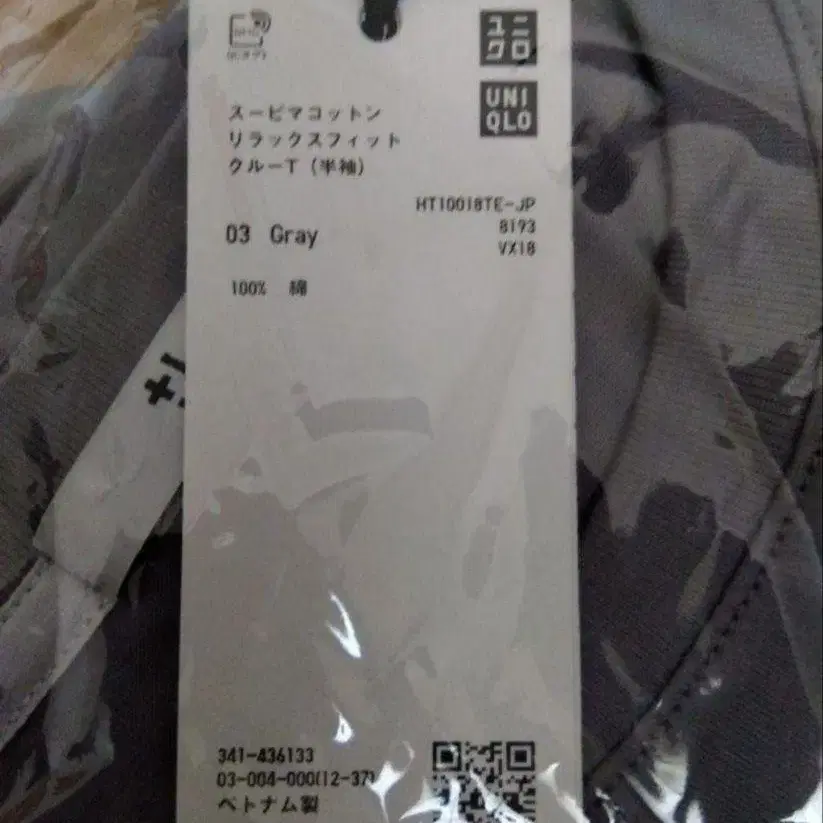 ユニ
クロ
UNI
QLO
スーピマコットン
リラックスフィット
クルーT (半袖)
HT10018TE-JP
8193
VX18
03 Gray
100% 綿
341-436133
03-004-000(12-37)
ベトナム製